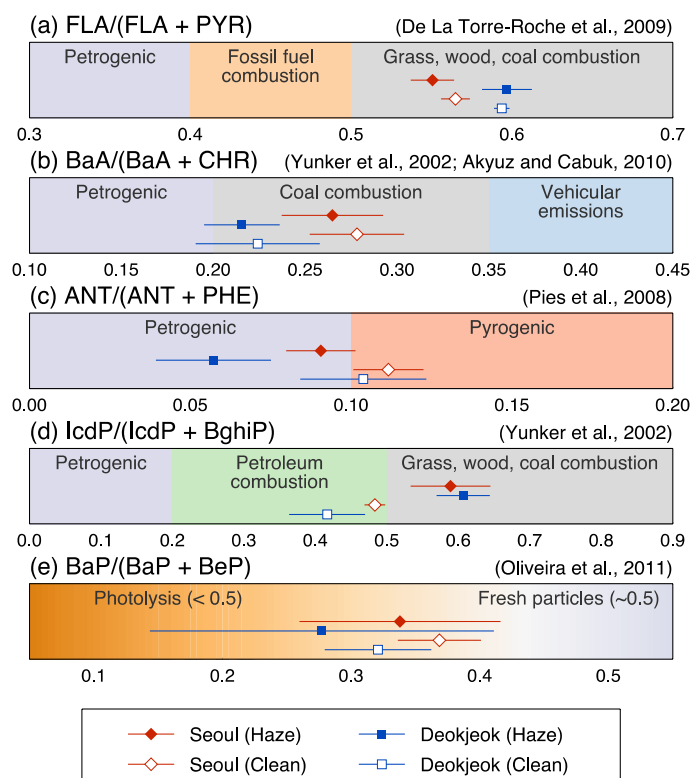 (a) FLA/(FLA + PYR) (De La Torre-Roche et al., 2009)
Petrogenic Fossil fuel combustion Grass, wood, coal combustion
0.3 0.4 0.5 0.6 0.7
(b) BaA/(BaA + CHR) (Yunker et al., 2002; Akyuz and Cabuk, 2010)
Petrogenic Coal combustion Vehicular emissions
0.10 0.15 0.20 0.25 0.30 0.35 0.40 0.45
(c) ANT/(ANT + PHE) (Pies et al., 2008)
Petrogenic Pyrogenic
0.00 0.05 0.10 0.15 0.20
(d) IcdP/(IcdP + BghiP) (Yunker et al., 2002)
Petrogenic Petroleum combustion Grass, wood, coal combustion
0.0 0.1 0.2 0.3 0.4 0.5 0.6 0.7 0.8 0.9
(e) BaP/(BaP + BeP) (Oliveira et al., 2011)
Photolysis (< 0.5) Fresh particles (~0.5)
0.1 0.2 0.3 0.4 0.5
Seoul (Haze) Deokjeok (Haze)
Seoul (Clean) Deokjeok (Clean)